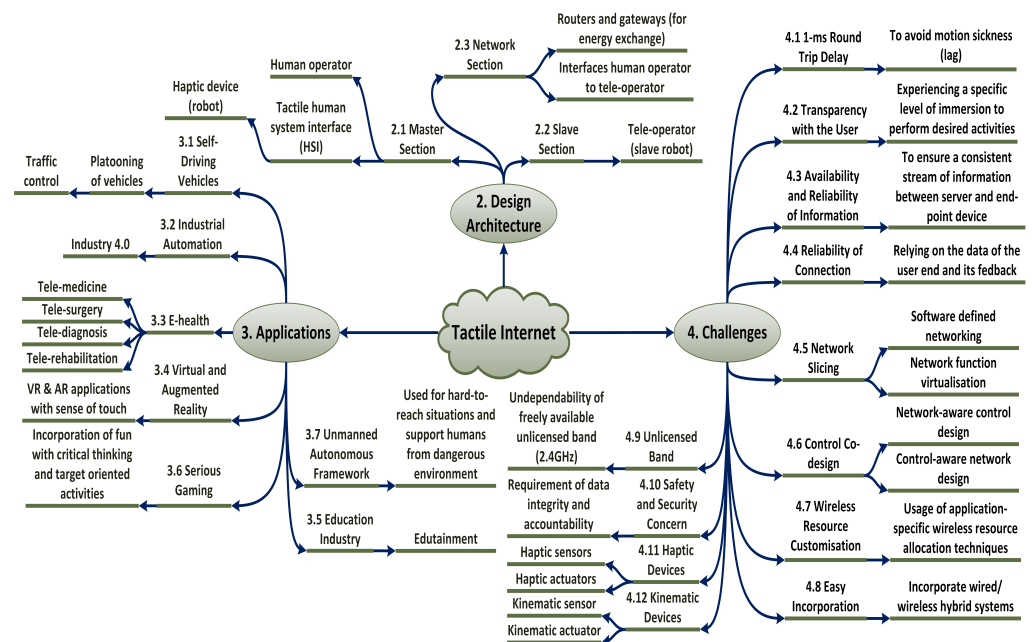 Tactile Internet
2. Design
Architecture
2.1 Master
Section
Human operator
Tactile human
system interface
(HSI)
Haptic device
(robot)
2.2 Slave
Section
Tele-operator
(slave robot)
2.3 Network
Section
Routers and gateways (for
energy exchange)
Interfaces human operator
to tele-operator
3. Applications
3.1 Self-
Driving
Vehicles
Platooning
of vehicles
Traffic
control
3.2 Industrial
Automation
Industry 4.0
3.3 E-health
Tele-medicine
Tele-surgery
Tele-diagnosis
Tele-rehabilitation
3.4 Virtual and
Augmented
Reality
VR & AR applications
with sense of touch
3.6 Serious
Gaming
Incorporation of fun
with critical thinking
and target oriented
activities
3.7 Unmanned
Autonomous
Framework
Used for hard-to-
reach situations and
support humans
from dangerous
environment
3.5 Education
Industry
Edutainment
4. Challenges
4.1 1-ms Round
Trip Delay
To avoid motion sickness
(lag)
4.2 Transparency
with the User
Experiencing a specific
level of immersion to
perform desired activities
4.3 Availability
and Reliability
of Information
To ensure a consistent
stream of information
between server and end-
point device
4.4 Reliability of
Connection
Relying on the data of the
user end and its fedback
4.5 Network
Slicing
Software defined
networking
Network function
virtualisation
4.6 Control Co-
design
Network-aware control
design
Control-aware network
design
4.7 Wireless
Resource
Customisation
Usage of application-
specific wireless resource
allocation techniques
4.8 Easy
Incorporation
Incorporate wired/
wireless hybrid systems
4.9 Unlicensed
Band
Undependability of
freely available
unlicensed band
(2.4GHz)
4.10 Safety
and Security
Concern
Requirement of data
integrity and
accountability
4.11 Haptic
Devices
Haptic sensors
Haptic actuators
4.12 Kinematic
Devices
Kinematic sensor
Kinematic actuator